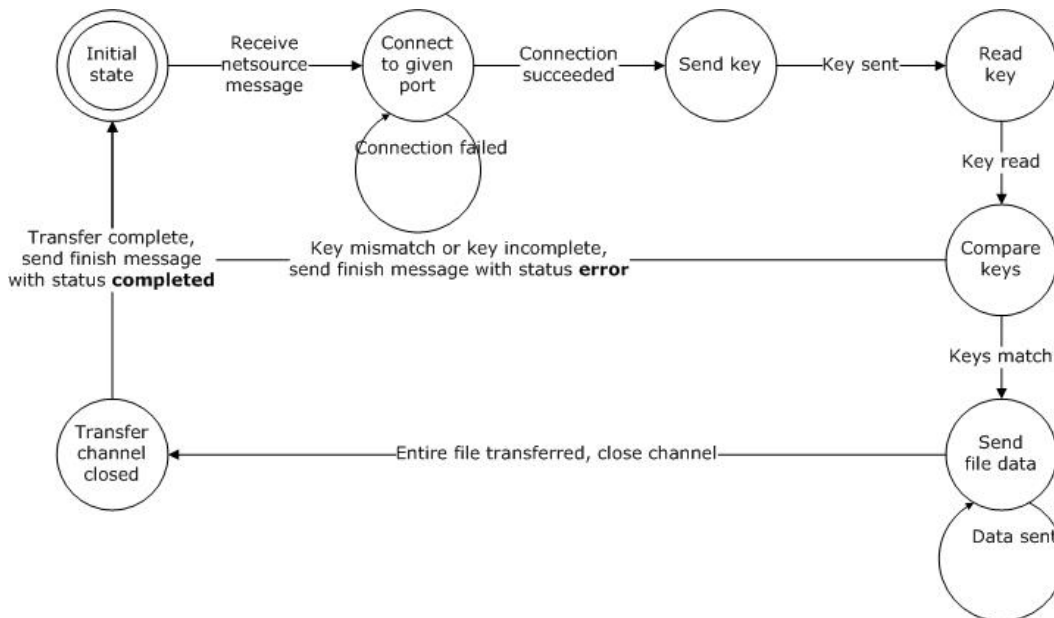 Initial
state
Receive
netsource
message
Connect
to given
port
Connection
succeeded
Send key
Key sent
Read
key
Connection failed
Key read
Transfer complete,
send finish message
with status completed
Key mismatch or key incomplete,
send finish message with status error
Compare
keys
Keys match
Transfer
channel
closed
Entire file transferred, close channel
Send
file data
Data sent